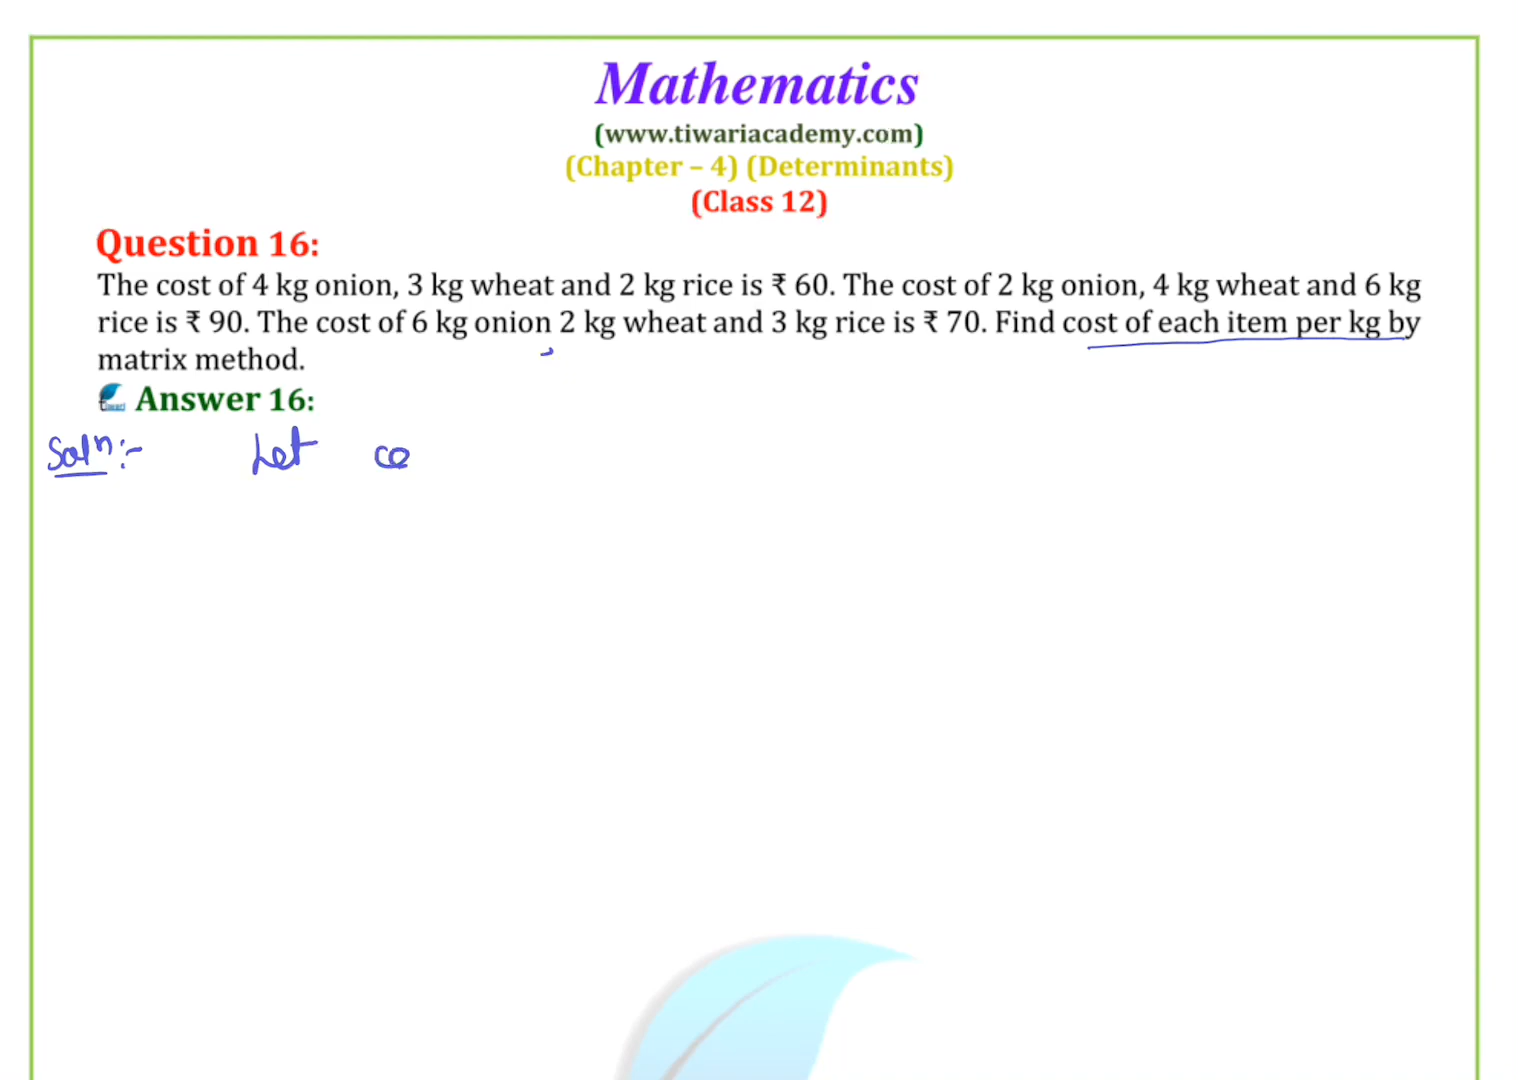 Mathematics
(www.tiwariacademy.com)
(Chapter – 4) (Determinants)
(Class 12)
Question 16:
The cost of 4 kg onion, 3 kg wheat and 2 kg rice is ₹ 60. The cost of 2 kg onion, 4 kg wheat and 6 kg
rice is ₹ 90. The cost of 6 kg onion 2 kg wheat and 3 kg rice is ₹ 70. Find cost of each item per kg by
matrix method.
Answer 16:
Solⁿ:- Let co